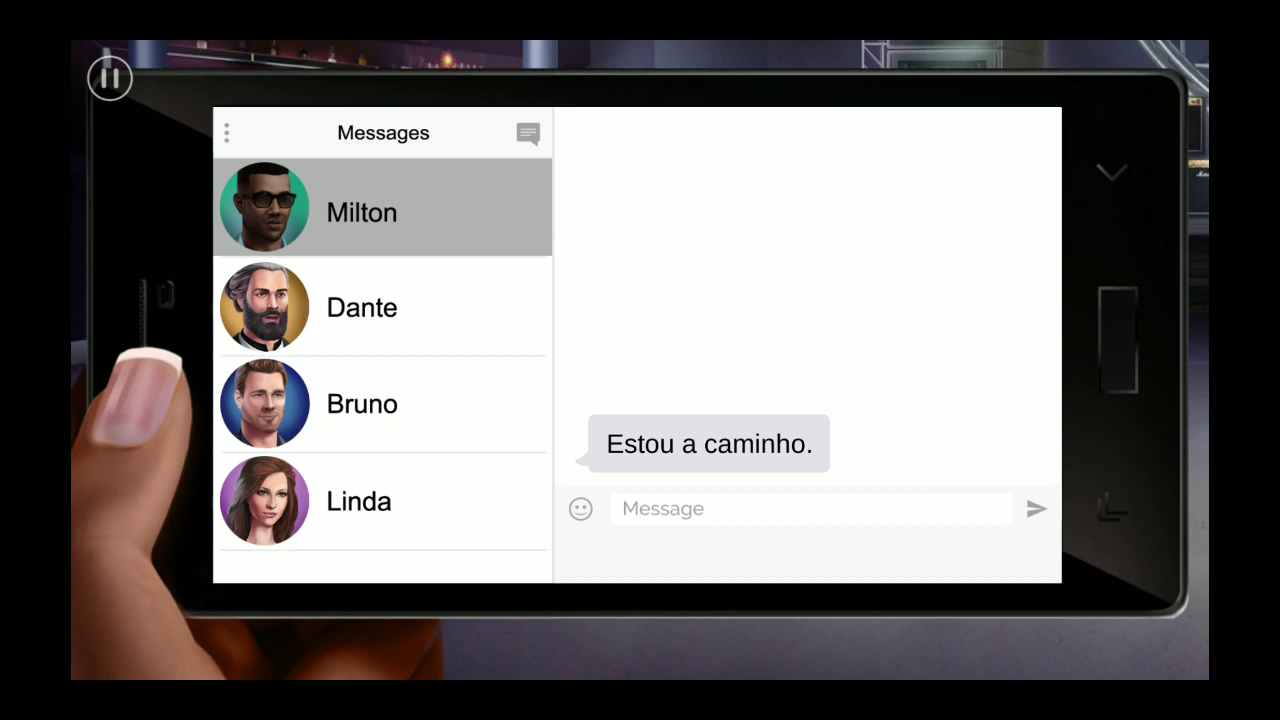 Messages
Milton
Dante
Bruno
Linda
Estou a caminho.
Message